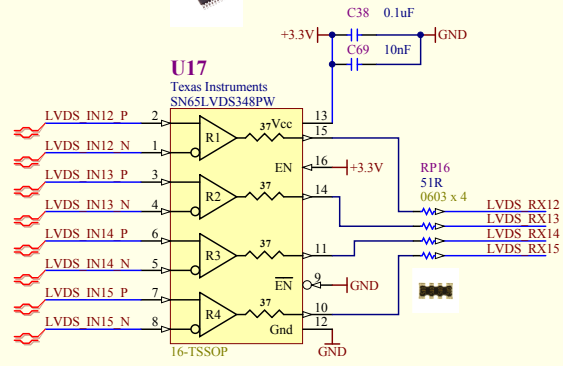 C38 0.1uF
+3.3V GND
C69 10nF
U17
Texas Instruments
SN65LVDS348PW
LVDS_IN12_P 2 37 Vcc 13
R1 15
LVDS_IN12_N 1
EN 16 +3.3V
RP16
51R
0603 x 4
LVDS_IN13_P 3 37 14
R2
LVDS_IN13_N 4
LVDS_RX12
LVDS_RX13
LVDS_RX14
LVDS_RX15
LVDS_IN14_P 6 37 11
R3
LVDS_IN14_N 5
EN 9 GND
LVDS_IN15_P 7 37 10
R4
LVDS_IN15_N 8 Gnd 12
16-TSSOP
GND